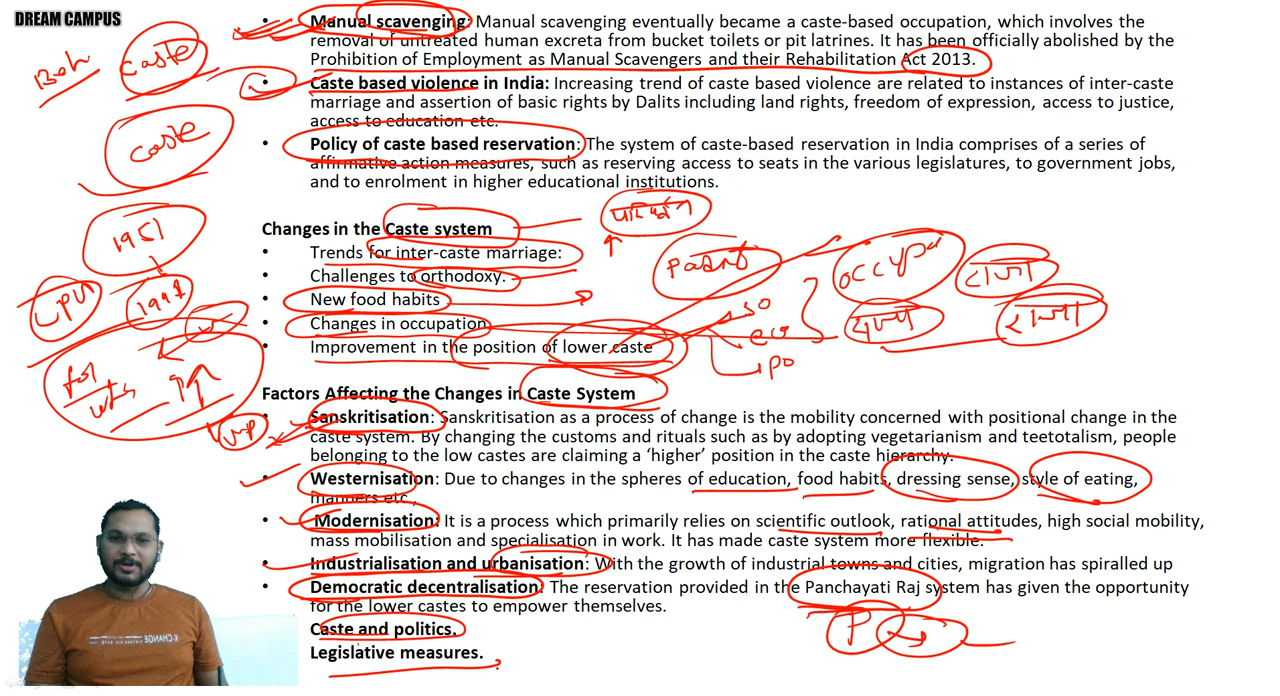 DREAM CAMPUS
• Manual scavenging: Manual scavenging eventually became a caste-based occupation, which involves the
removal of untreated human excreta from bucket toilets or pit latrines. It has been officially abolished by the
Prohibition of Employment as Manual Scavengers and their Rehabilitation Act 2013.
• Caste based violence in India: Increasing trend of caste based violence are related to instances of inter-caste
marriage and assertion of basic rights by Dalits including land rights, freedom of expression, access to justice,
access to education etc.
• Policy of caste based reservation: The system of caste-based reservation in India comprises of a series of
affirmative action measures, such as reserving access to seats in the various legislatures, to government jobs,
and to enrolment in higher educational institutions.
caste
caste
1951
Changes in the Caste system
• Trends for inter-caste marriage:
• Challenges to orthodoxy.
• New food habits
• Changes in occupation
• Improvement in the position of lower caste
so
eco
po
Factors Affecting the Changes in Caste System
Sanskritisation: Sanskritisation as a process of change is the mobility concerned with positional change in the
caste system. By changing the customs and rituals such as by adopting vegetarianism and teetotalism, people
belonging to the low castes are claiming a ‘higher’ position in the caste hierarchy.
Westernisation: Due to changes in the spheres of education, food habits, dressing sense, style of eating,
manners etc.,
• Modernisation: It is a process which primarily relies on scientific outlook, rational attitudes, high social mobility,
mass mobilisation and specialisation in work. It has made caste system more flexible.
• Industrialisation and urbanisation: With the growth of industrial towns and cities, migration has spiralled up
• Democratic decentralisation: The reservation provided in the Panchayati Raj system has given the opportunity
for the lower castes to empower themselves.
Caste and politics.
Legislative measures.
X-CHANGE